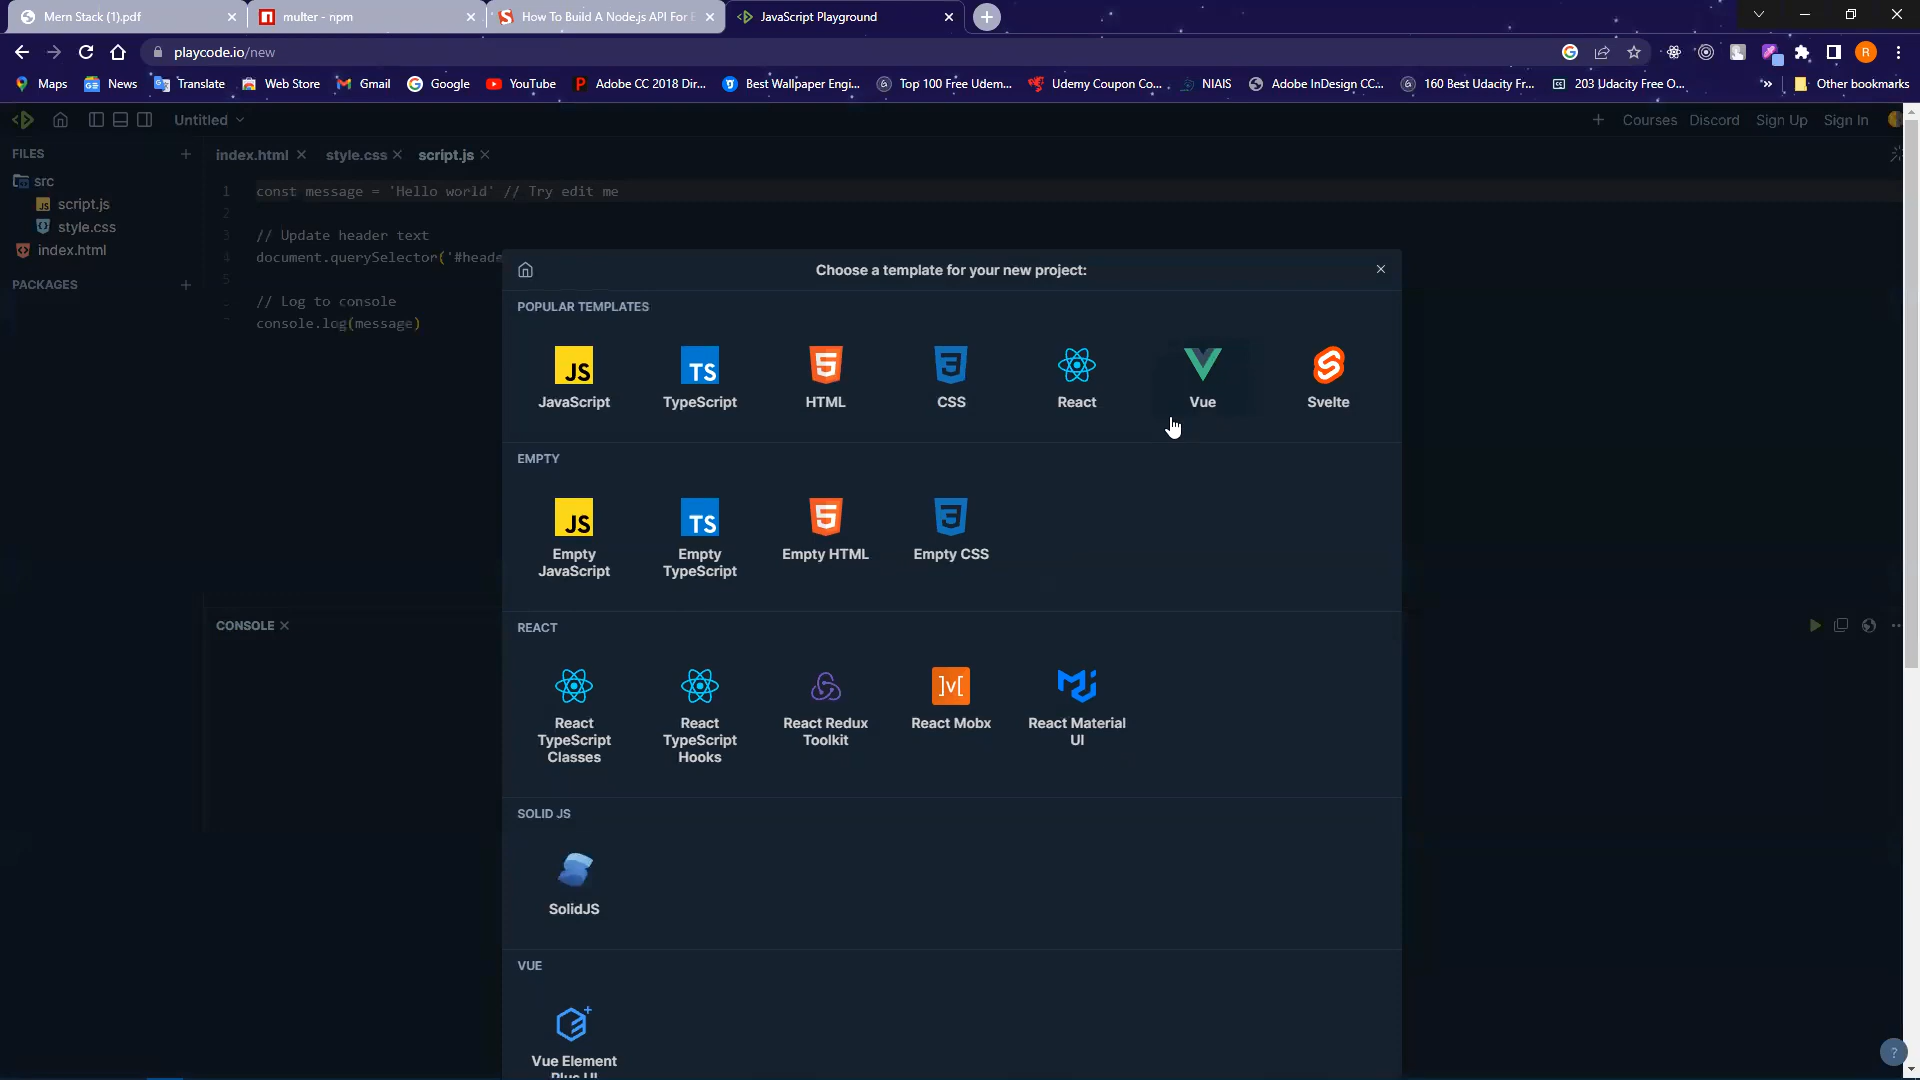 Mern Stack (1).pdf
multer - npm
How To Build A Node.js API For E
JavaScript Playground
playcode.io/new
Maps
News
Translate
Web Store
Gmail
Google
YouTube
Adobe CC 2018 Dir...
Best Wallpaper Engi...
Top 100 Free Udem...
Udemy Coupon Co...
NIAIS
Adobe InDesign CC:...
160 Best Udacity Fr...
203 Udacity Free O...
»
Other bookmarks
Untitled
+ Courses Discord Sign Up Sign In
FILES
src
script.js
style.css
index.html
PACKAGES
index.html
style.css
script.js
1 const message = 'Hello world' // Try edit me
2
3 // Update header text
4 document.querySelector('#heade
5
// Log to console
console.log(message)
CONSOLE
Choose a template for your new project:
POPULAR TEMPLATES
JS
JavaScript
TS
TypeScript
HTML
CSS
React
Vue
Svelte
EMPTY
JS
Empty
JavaScript
TS
Empty
TypeScript
Empty HTML
Empty CSS
REACT
React
TypeScript
Classes
React
TypeScript
Hooks
React Redux
Toolkit
React Mobx
React Material
UI
SOLID JS
SolidJS
VUE
Vue Element
Plus UI
?